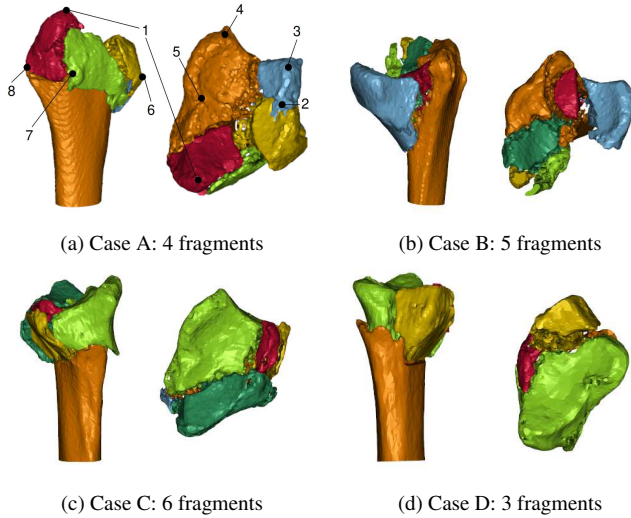 1
4
3
5
2
8
7
6
(a) Case A: 4 fragments
(b) Case B: 5 fragments
(c) Case C: 6 fragments
(d) Case D: 3 fragments